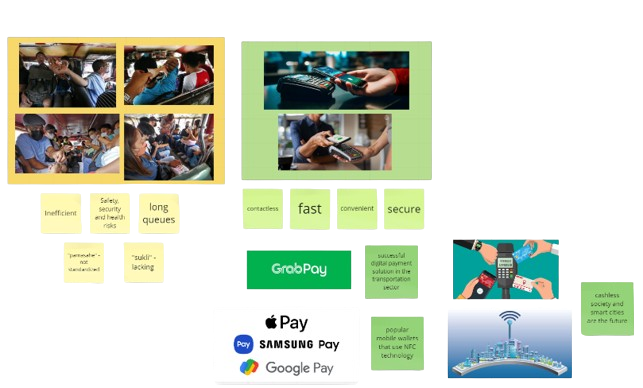 Inefficient
Safety,
security
and health
risks
long
queues
"pamasahe" -
not
standardized
"sukli" -
lacking
contactless
fast
convenient
secure
GrabPay
successful
digital payment
solution in the
transportation
sector
Pay
Pay
SAMSUNG Pay
Google Pay
popular
mobile wallets
that use NFC
technology
cashless
society and
smart cities
are the future